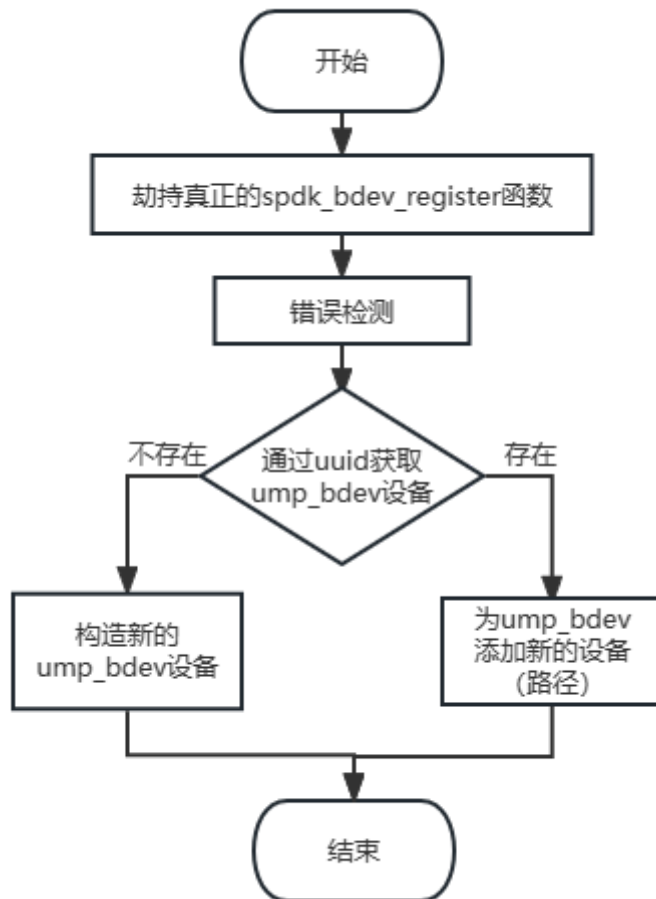 开始
劫持真正的spdk_bdev_register函数
错误检测
不存在
通过uuid获取
ump_bdev设备
存在
构造新的
ump_bdev设备
为ump_bdev
添加新的设备
（路径）
结束